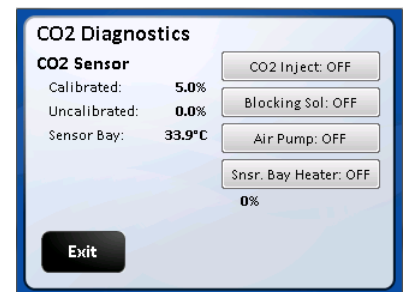 CO2 Diagnostics
CO2 Sensor
Calibrated: 5.0%
Uncalibrated: 0.0%
Sensor Bay: 33.9°C
CO2 Inject: OFF
Blocking Sol: OFF
Air Pump: OFF
Snsr. Bay Heater: OFF
0%
Exit